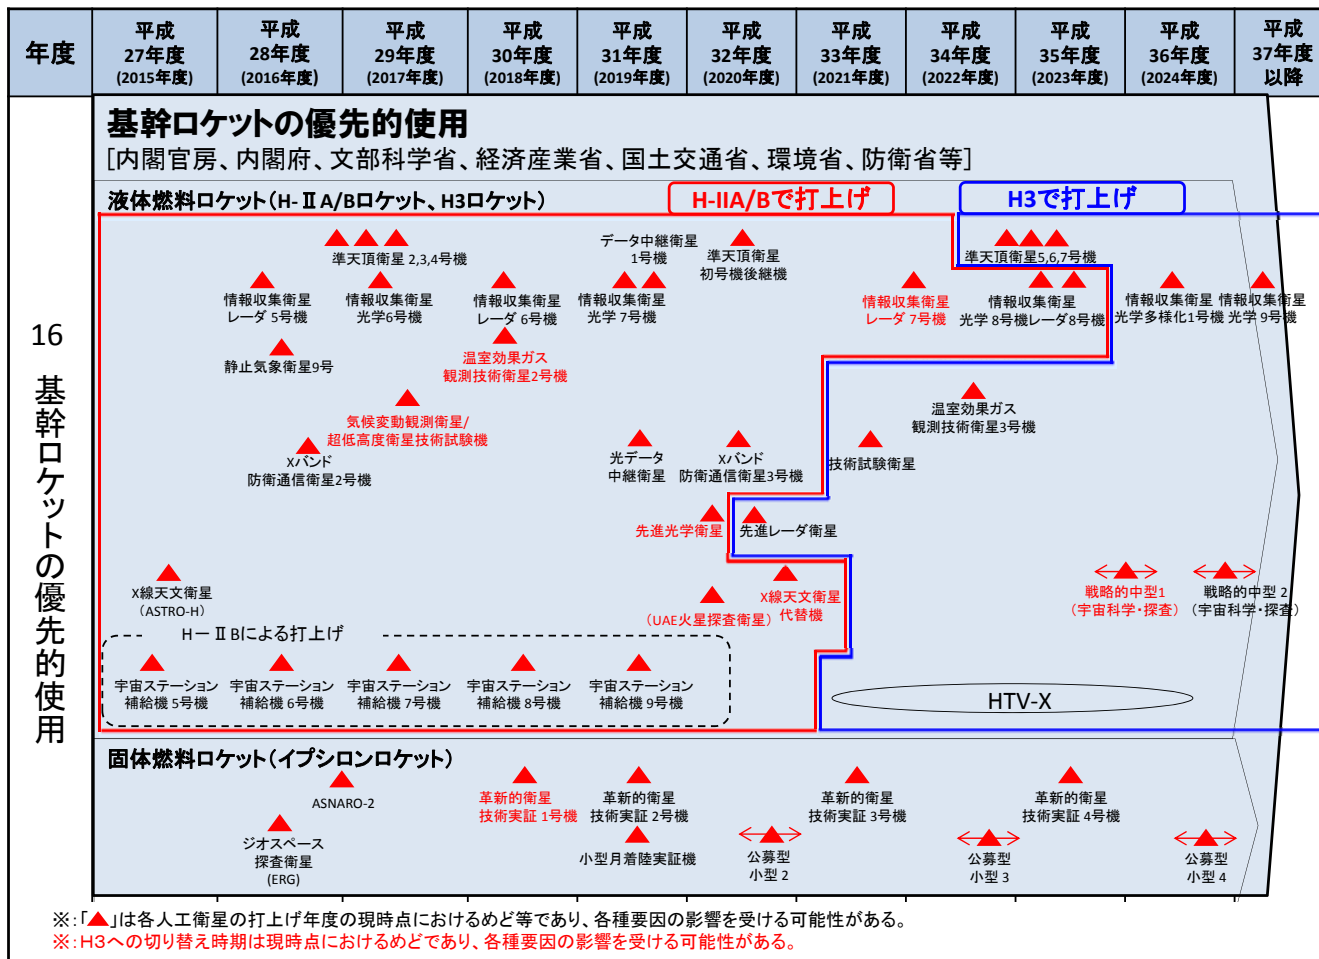 年度
平成
27年度
(2015年度)
平成
28年度
(2016年度)
平成
29年度
(2017年度)
平成
30年度
(2018年度)
平成
31年度
(2019年度)
平成
32年度
(2020年度)
平成
33年度
(2021年度)
平成
34年度
(2022年度)
平成
35年度
(2023年度)
平成
36年度
(2024年度)
平成
37年度
以降
16 基幹ロケットの優先的使用
基幹ロケットの優先的使用
[内閣官房、内閣府、文部科学省、経済産業省、国土交通省、環境省、防衛省等]
液体燃料ロケット(H-ⅡA/Bロケット、H3ロケット)
H-IIA/Bで打上げ
H3で打上げ
準天頂衛星 2,3,4号機
データ中継衛星
1号機
準天頂衛星
初号機後継機
準天頂衛星5,6,7号機
情報収集衛星
レーダ 5号機
情報収集衛星
光学6号機
情報収集衛星
レーダ 6号機
情報収集衛星
光学 7号機
情報収集衛星
レーダ 7号機
情報収集衛星
光学 8号機レーダ8号機
情報収集衛星
光学多様化1号機
情報収集衛星
光学 9号機
静止気象衛星9号
温室効果ガス
観測技術衛星2号機
気候変動観測衛星/
超低高度衛星技術試験機
温室効果ガス
観測技術衛星3号機
Xバンド
防衛通信衛星2号機
光データ
中継衛星
Xバンド
防衛通信衛星3号機
技術試験衛星
先進光学衛星
先進レーダ衛星
X線天文衛星
(ASTRO-H)
(UAE火星探査衛星)
X線天文衛星
代替機
戦略的中型1
(宇宙科学・探査)
戦略的中型 2
(宇宙科学・探査)
H-ⅡBによる打上げ
宇宙ステーション
補給機 5号機
宇宙ステーション
補給機 6号機
宇宙ステーション
補給機 7号機
宇宙ステーション
補給機 8号機
宇宙ステーション
補給機 9号機
HTV-X
固体燃料ロケット(イプシロンロケット)
ASNARO-2
革新的衛星
技術実証 1号機
革新的衛星
技術実証 2号機
革新的衛星
技術実証 3号機
革新的衛星
技術実証 4号機
ジオスペース
探査衛星
(ERG)
小型月着陸実証機
公募型
小型 2
公募型
小型 3
公募型
小型 4
※:「▲」は各人工衛星の打上げ年度の現時点におけるめど等であり、各種要因の影響を受ける可能性がある。
※:H3への切り替え時期は現時点におけるめどであり、各種要因の影響を受ける可能性がある。